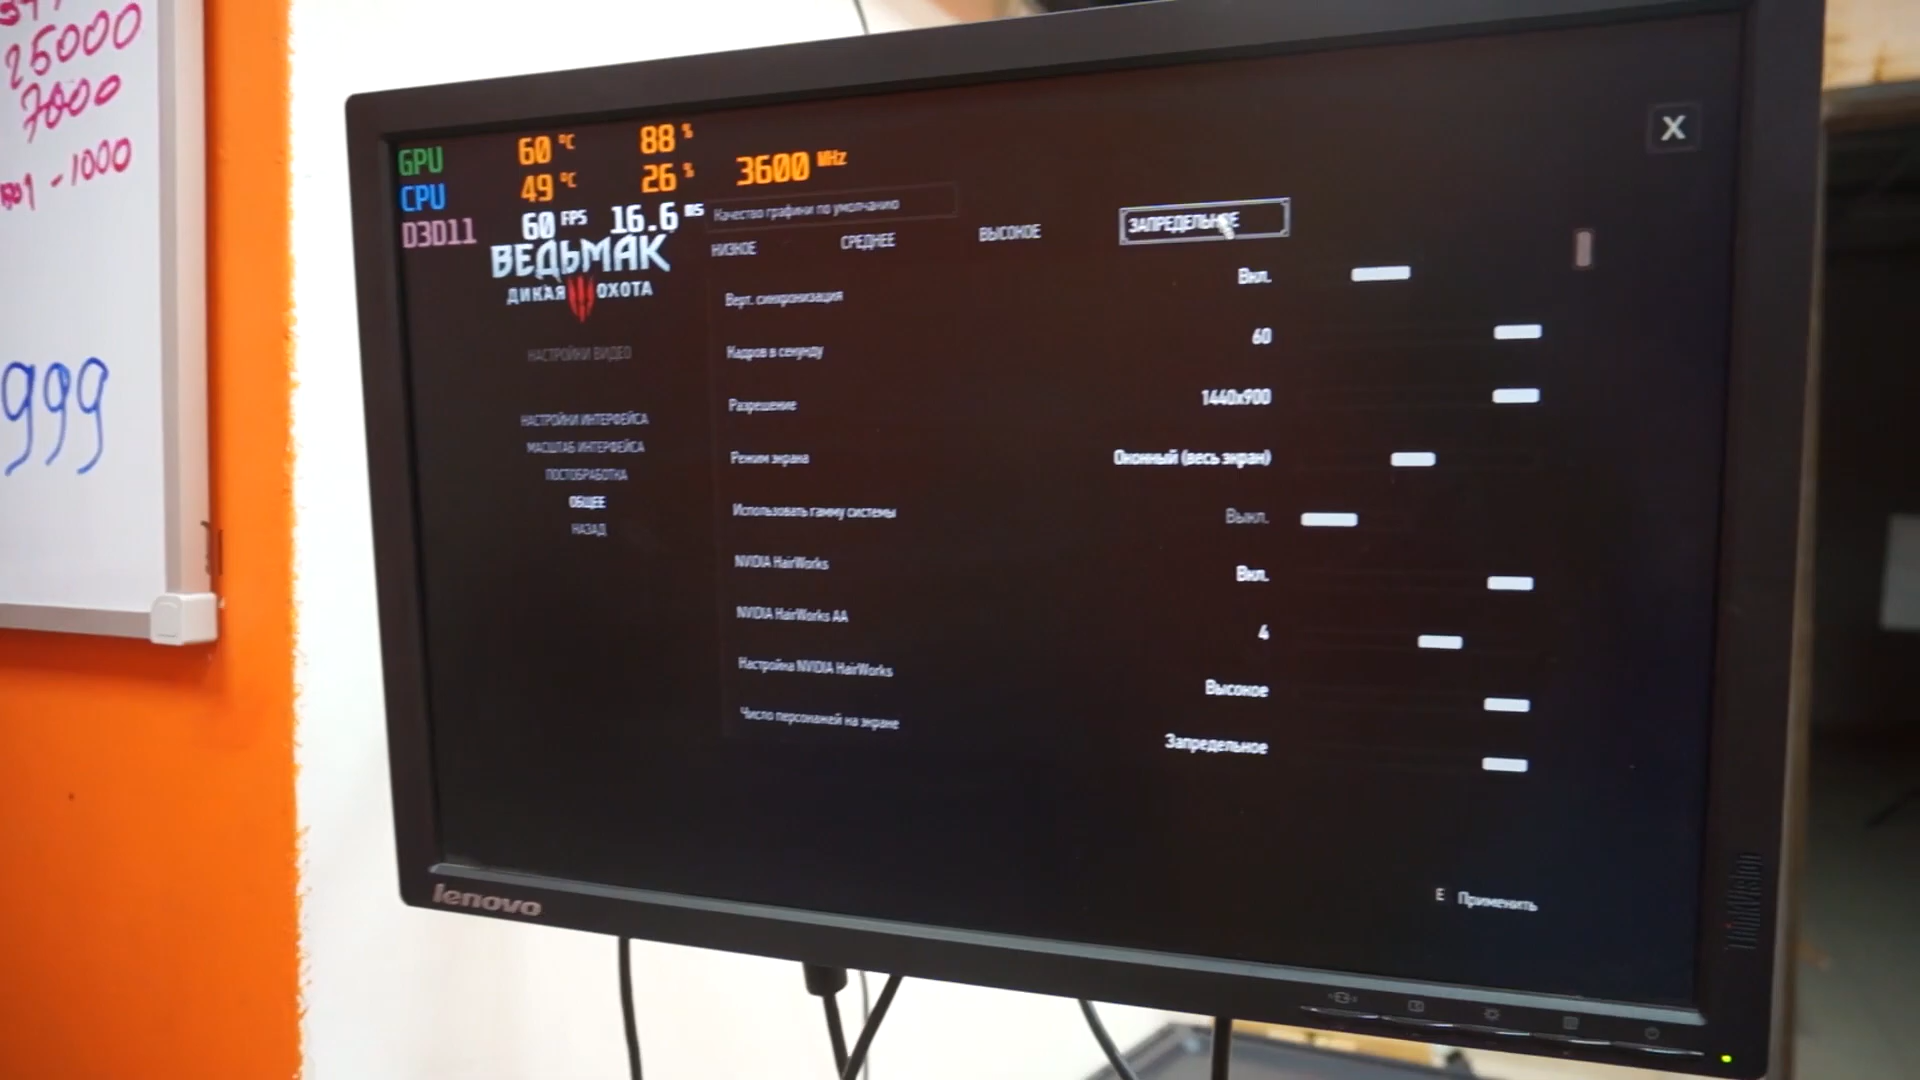 25000
7000
-1000
999
GPU 60 °C 88 %
CPU 49 °C 26 % 3600 MHz
D3D11 60 FPS 16.6 ms
ВЕДЬМАК
ДИКАЯ ОХОТА
X
Качество графики по умолчанию
НИЗКОЕ СРЕДНЕЕ ВЫСОКОЕ ЗАПРЕДЕЛЬНОЕ
НАСТРОЙКИ ВИДЕО
НАСТРОЙКИ ИНТЕРФЕЙСА
МАСШТАБ ИНТЕРФЕЙСА
ПОСТОБРАБОТКА
ОБЩЕЕ
НАЗАД
Верт. синхронизация Вкл.
Кадров в секунду 60
Разрешение 1440x900
Режим экрана Оконный (весь экран)
Использовать гамму системы Выкл.
NVIDIA HairWorks Вкл.
NVIDIA HairWorks AA 4
Настройка NVIDIA HairWorks Высокое
Число персонажей на экране Запредельное
E Применить
lenovo
ThinkVision